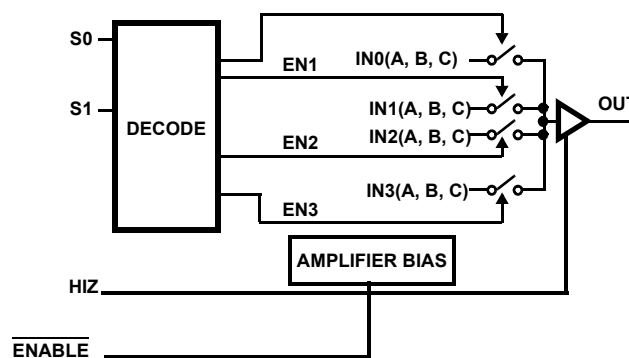 S0
S1
DECODE
EN1
EN2
EN3
IN0(A, B, C)
IN1(A, B, C)
IN2(A, B, C)
IN3(A, B, C)
OUT
AMPLIFIER BIAS
HIZ
ENABLE